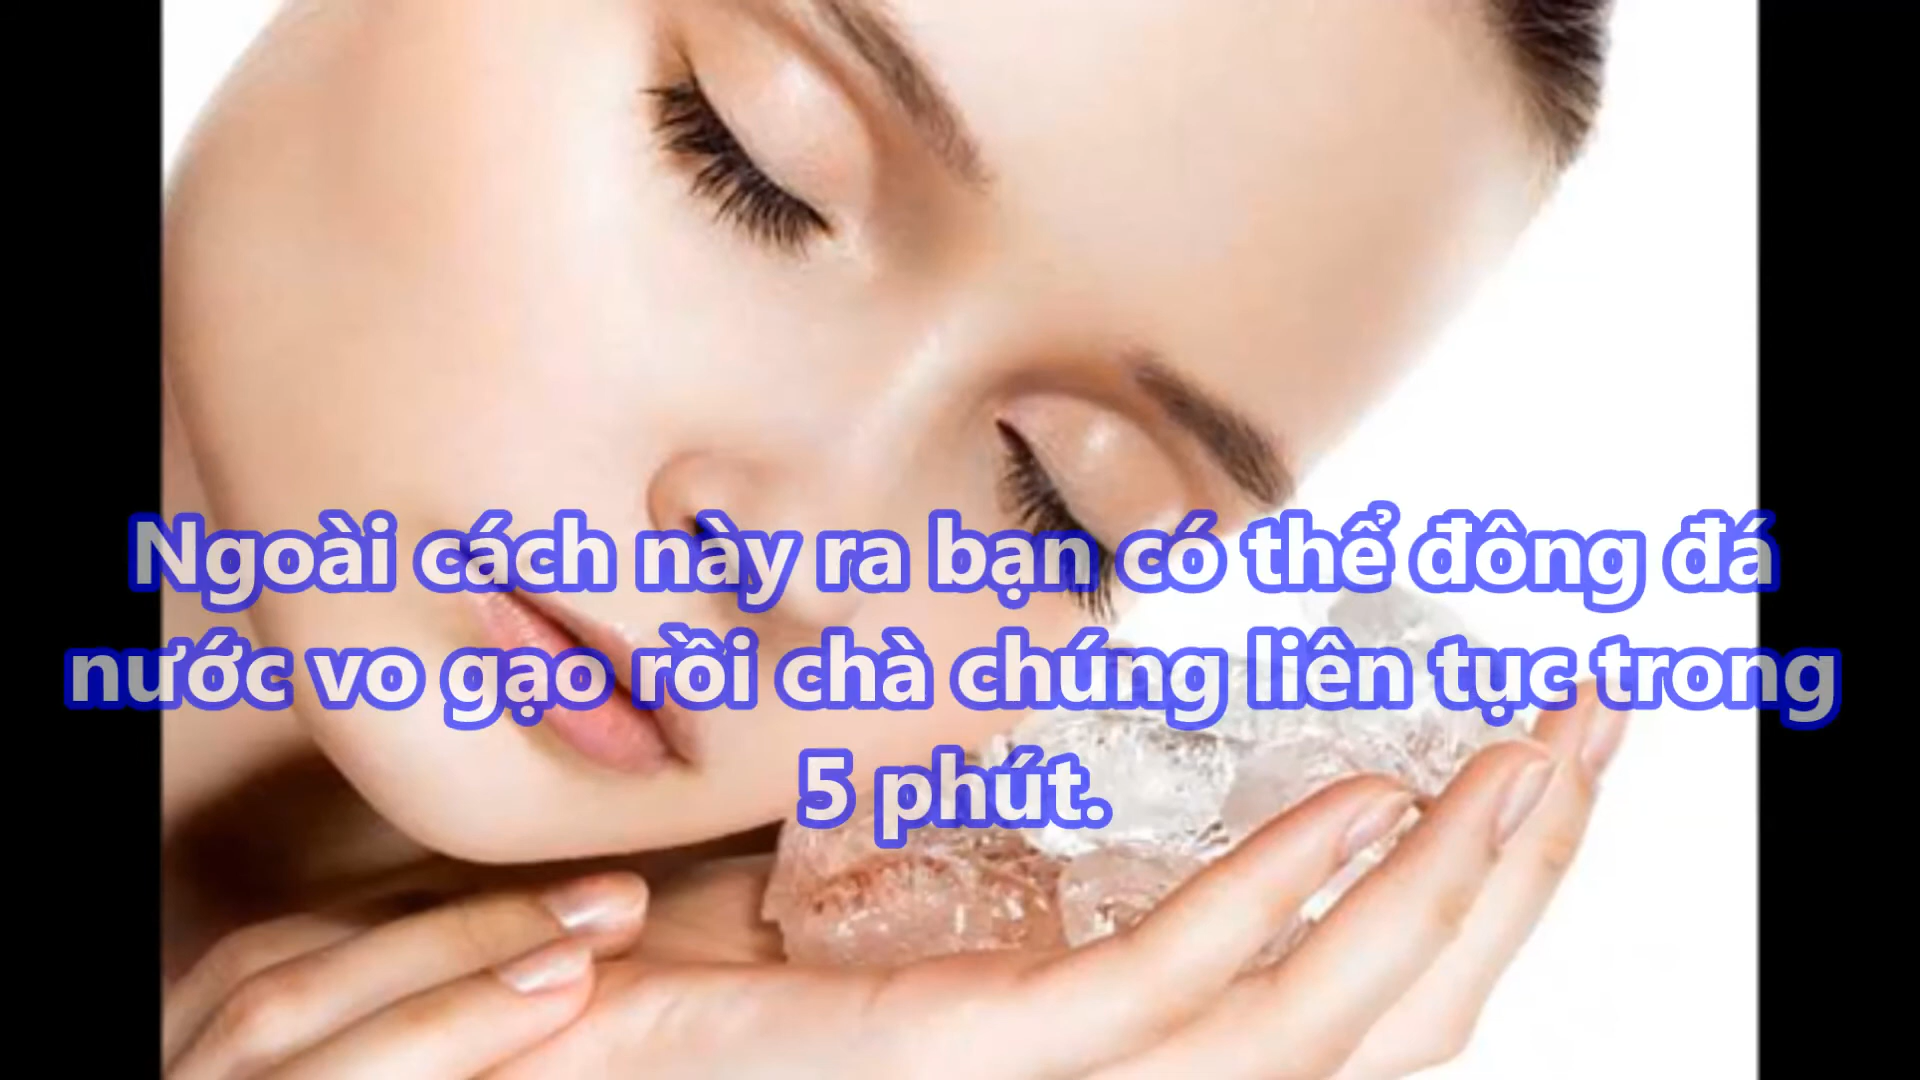 Ngoài cách này ra bạn có thể đông đá
nước vo gạo rồi chà chúng liên tục trong
5 phút.